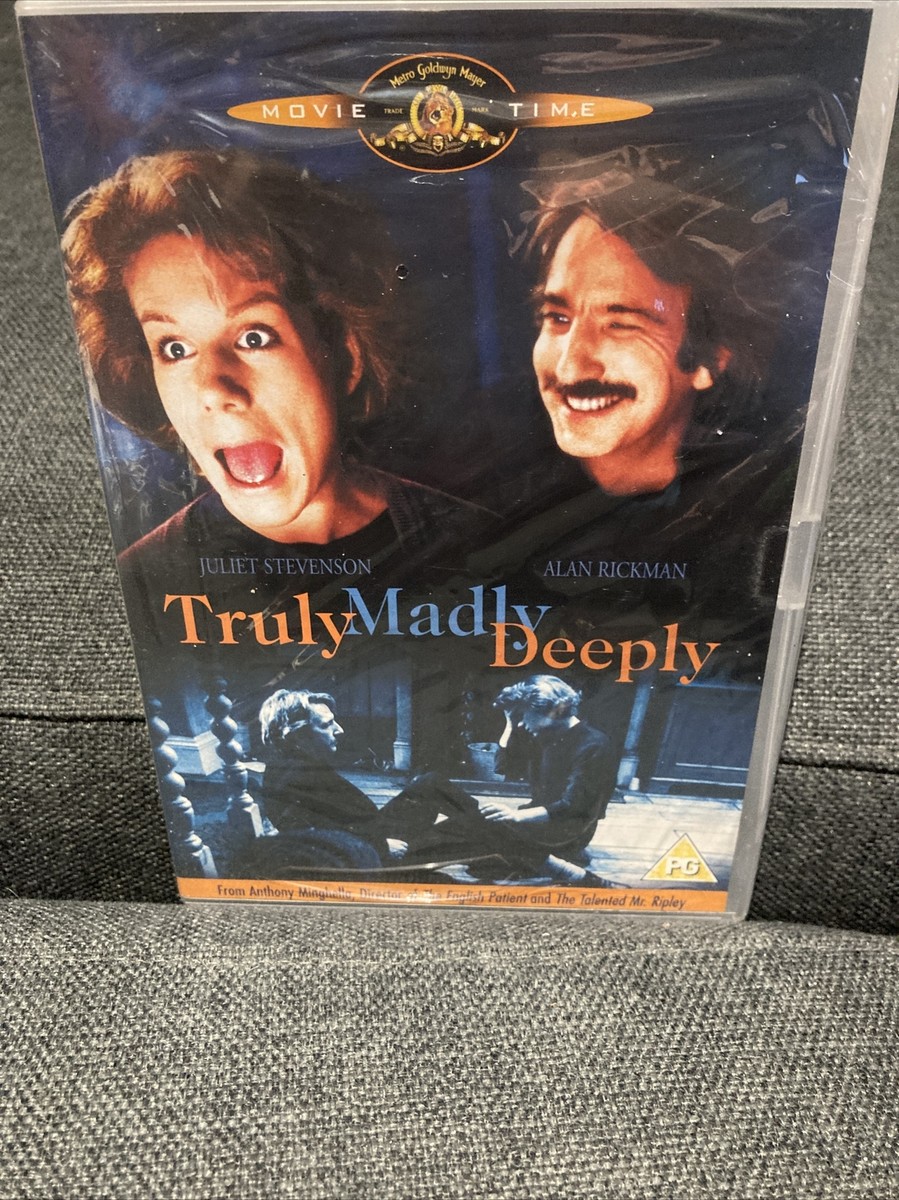 Metro Goldwyn Mayer
MOVIE TRADE MARK TIME
JULIET STEVENSON ALAN RICKMAN
Truly Madly
Deeply
PG
From Anthony Minghella, Director of The English Patient and The Talented Mr. Ripley